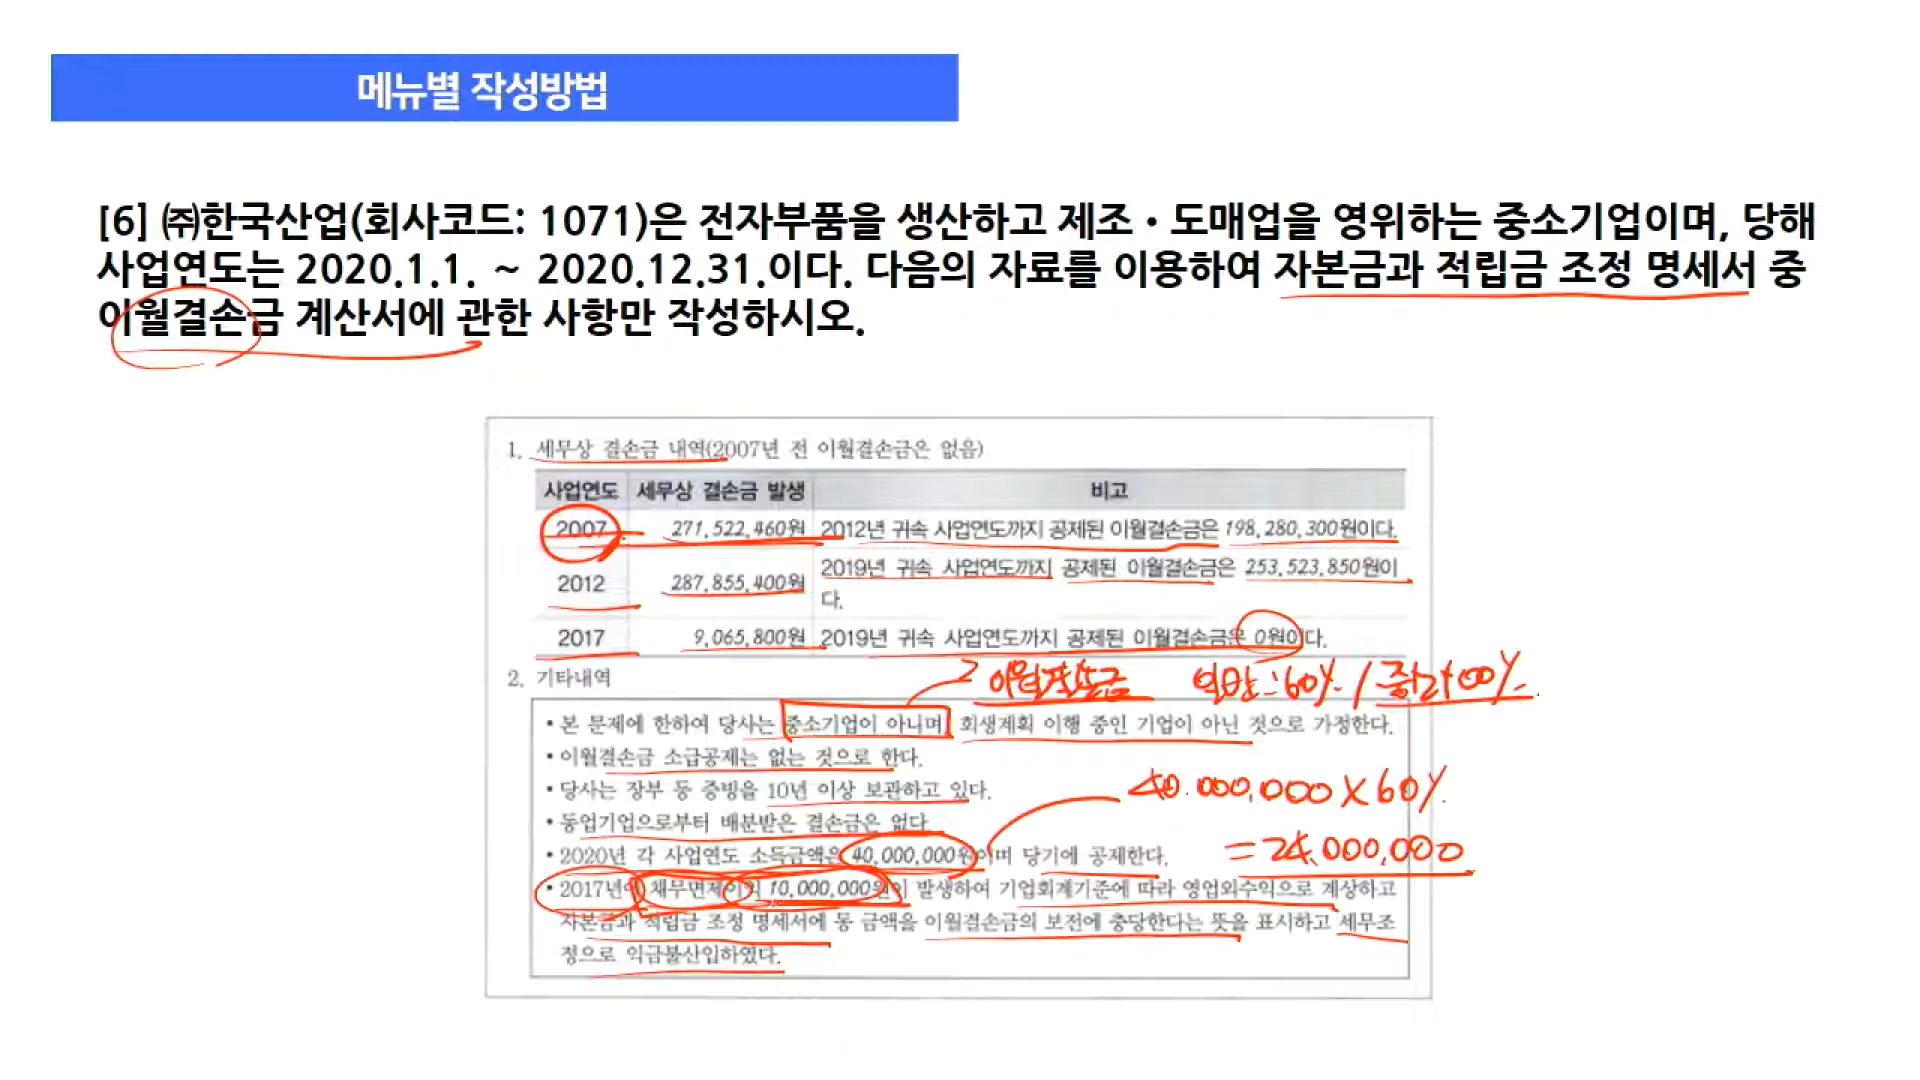 메뉴별 작성방법
[6] ㈜한국산업(회사코드: 1071)은 전자부품을 생산하고 제조・도매업을 영위하는 중소기업이며, 당해
사업연도는 2020.1.1. ~ 2020.12.31.이다. 다음의 자료를 이용하여 자본금과 적립금 조정 명세서 중
이월결손금 계산서에 관한 사항만 작성하시오.
1. 세무상 결손금 내역(2007년 전 이월결손금은 없음)
사업연도 세무상 결손금 발생 비고
2007 271,522,460원 2012년 귀속 사업연도까지 공제된 이월결손금은 198,280,300원이다.
2012 287,855,400원 2019년 귀속 사업연도까지 공제된 이월결손금은 253,523,850원이
다.
2017 9,065,800원 2019년 귀속 사업연도까지 공제된 이월결손금은 0원이다.
2. 기타내역
이월결손금 일반:60% / 중소100%
• 본 문제에 한하여 당사는 중소기업이 아니며, 회생계획 이행 중인 기업이 아닌 것으로 가정한다.
• 이월결손금 소급공제는 없는 것으로 한다.
• 당사는 장부 등 증빙을 10년 이상 보관하고 있다.
40.000,000 X 60%
• 동업기업으로부터 배분받은 결손금은 없다
• 2020년 각 사업연도 소득금액은 40,000,000원이며 당기에 공제한다.
= 24,000,000
• 2017년에 채무면제이익 10,000,000원이 발생하여 기업회계기준에 따라 영업외수익으로 계상하고
자본금과 적립금 조정 명세서에 동 금액을 이월결손금의 보전에 충당한다는 뜻을 표시하고 세무조
정으로 익금불산입하였다.